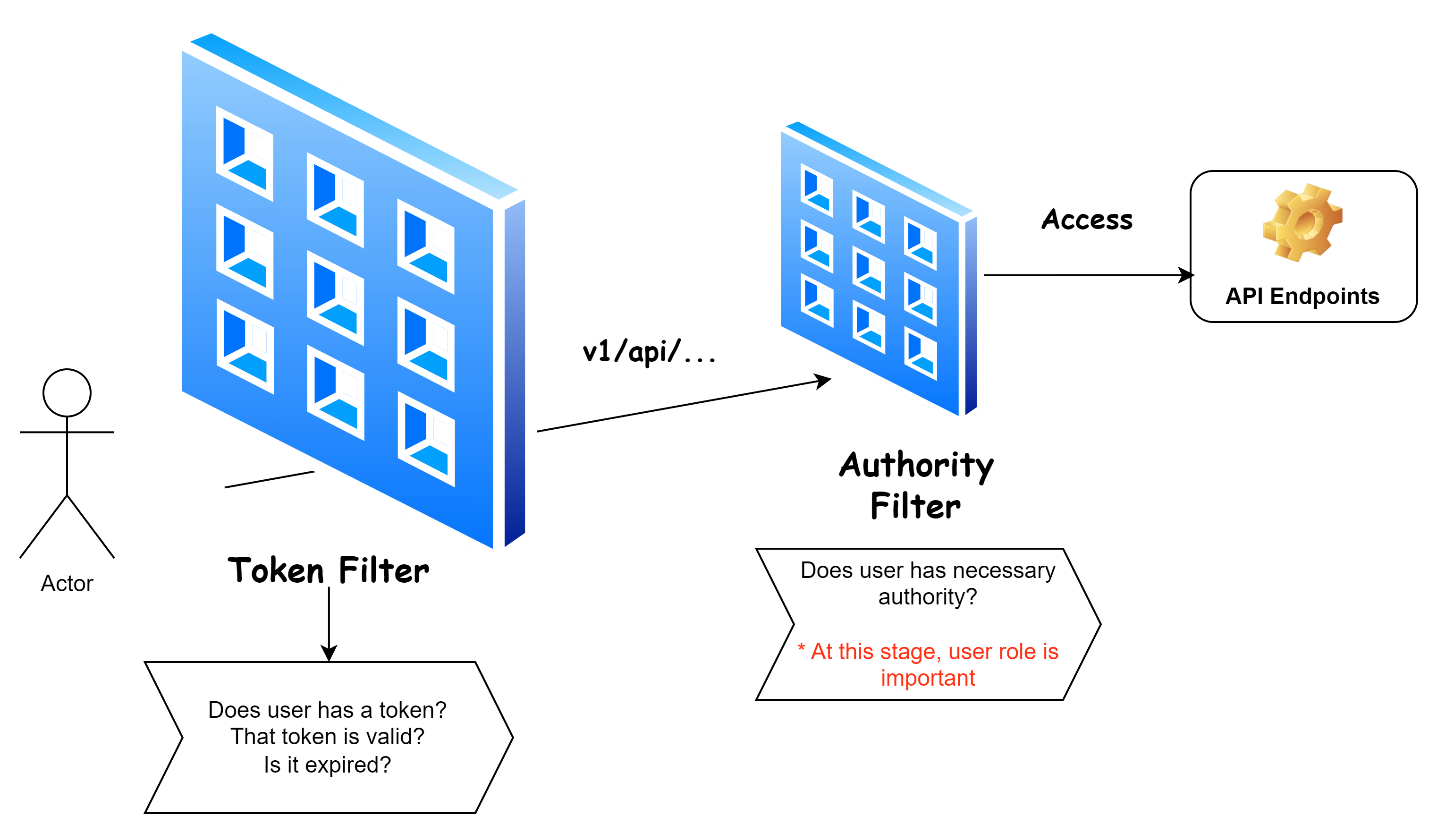 Actor
Token Filter
Does user has a token?
That token is valid?
Is it expired?
v1/api/...
Authority
Filter
Does user has necessary
authority?
* At this stage, user role is
important
Access
API Endpoints